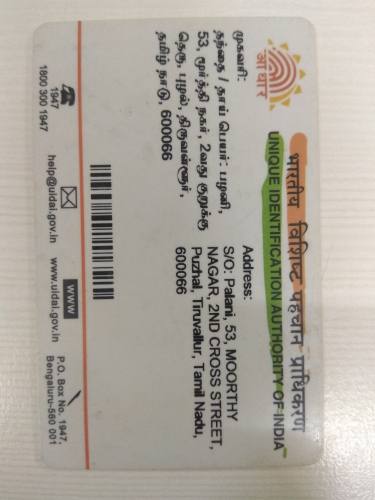 भारतीय विशिष्ट पहचान प्राधिकरण
UNIQUE IDENTIFICATION AUTHORITY OF INDIA
आधार
முகவரி:
தந்தை / தாய் பெயர்: பழனி,
53, மூர்த்தி நகர், 2வது குறுக்கு
தெரு, புழல், திருவள்ளூர்,
தமிழ் நாடு, 600066
Address:
S/O: Palani, 53, MOORTHY
NAGAR, 2ND CROSS STREET,
Puzhal, Tiruvallur, Tamil Nadu,
600066
1947
1800 300 1947
help@uidai.gov.in
www
www.uidai.gov.in
P.O. Box No. 1947,
Bengaluru-560 001